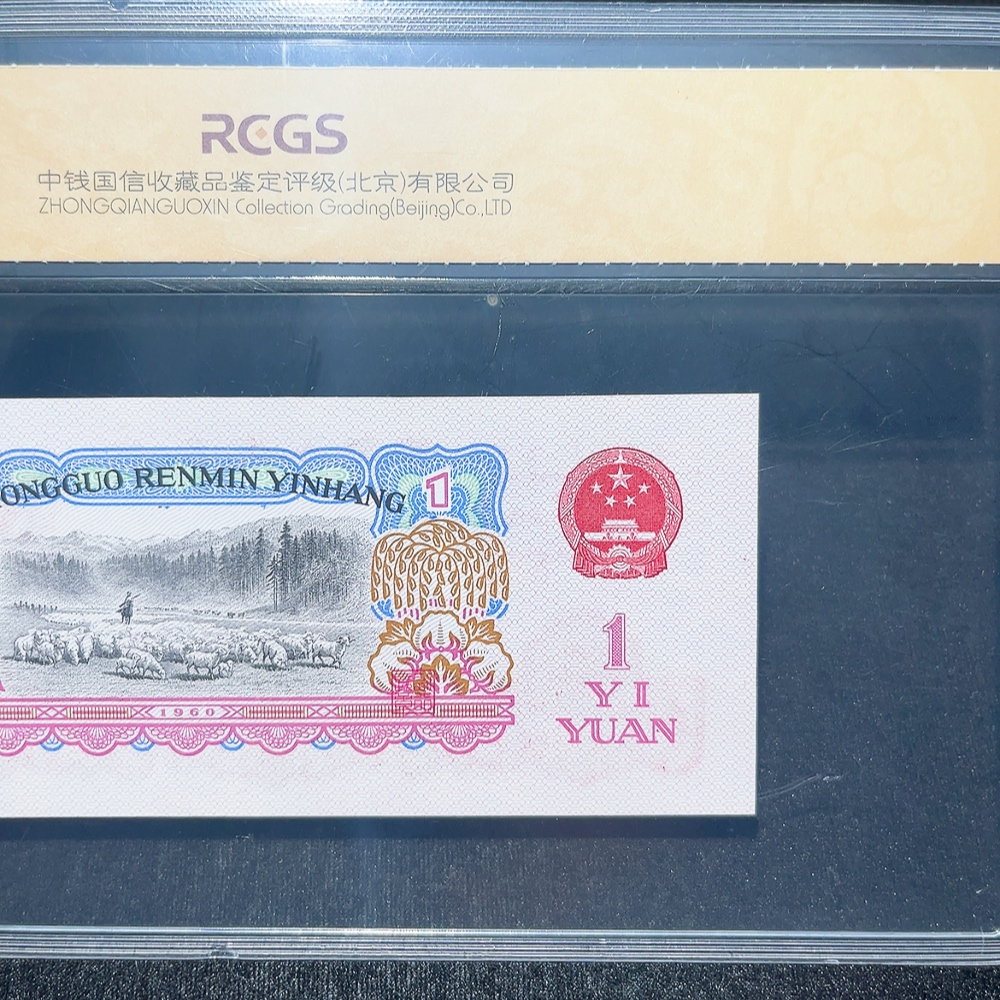 RCGS
中钱国信收藏品鉴定评级(北京)有限公司
ZHONGQIANGUOXIN Collection Grading(Beijing)Co.,LTD
ONGGUO RENMIN YINHANG
1
1
YI
YUAN
1960